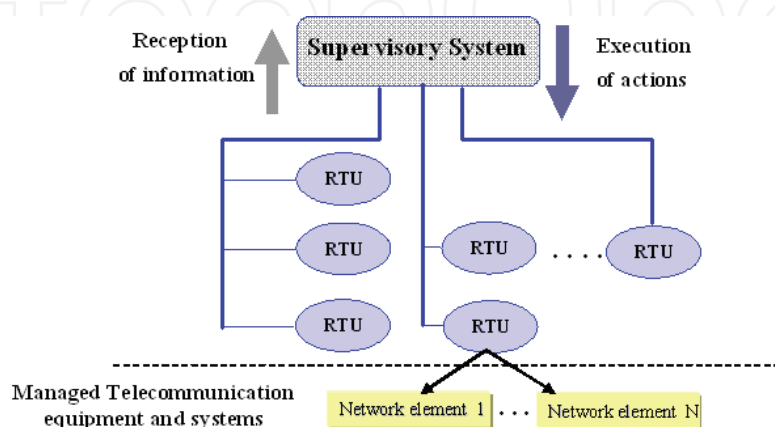 Reception
of information
Supervisory System
Execution
of actions
RTU
RTU
RTU
RTU
. . . .
RTU
RTU
Managed Telecommunication
equipment and systems
Network element 1
. . .
Network element N